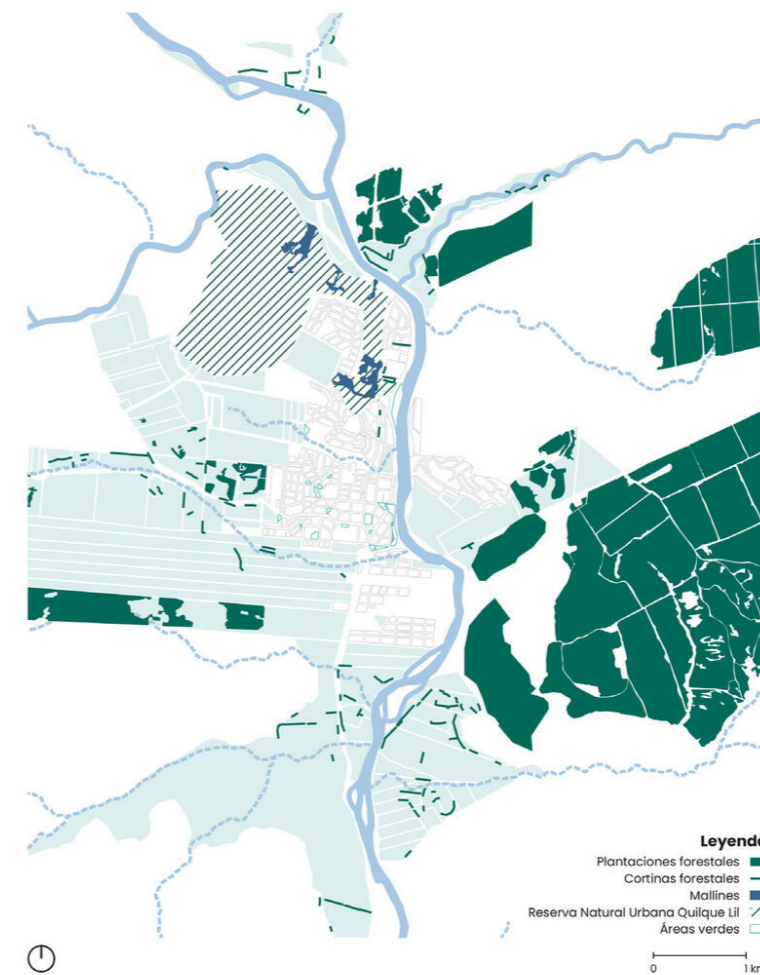 Leyend
Plantaciones forestales
Cortinas forestales
Mallines
Reserva Natural Urbana Quilque Lil
Áreas verdes
0 1 km